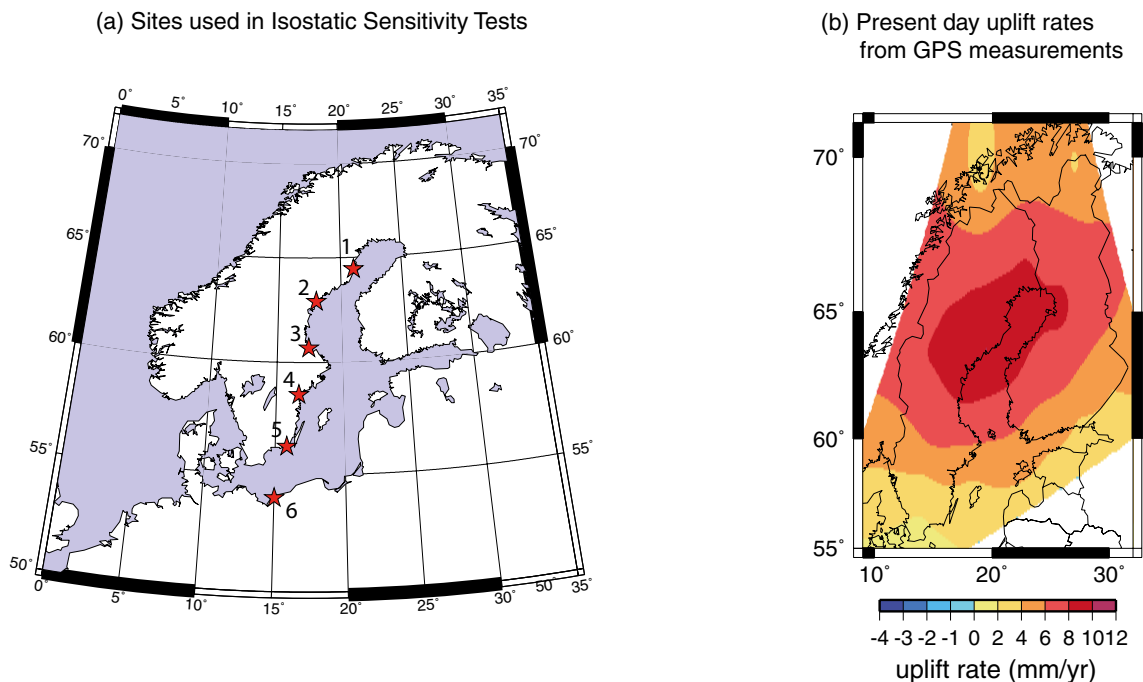 (a) Sites used in Isostatic Sensitivity Tests
0° 5° 10° 15° 20° 25° 30° 35°
70° 70°
65° 65°
60° 60°
55° 55°
50° 50°
0° 5° 10° 15° 20° 25° 30° 35°
1
2
3
4
5
6
(b) Present day uplift rates
from GPS measurements
70°
65°
60°
55°
10° 20° 30°
-4 -3 -2 -1 0 2 4 6 8 10 12
uplift rate (mm/yr)